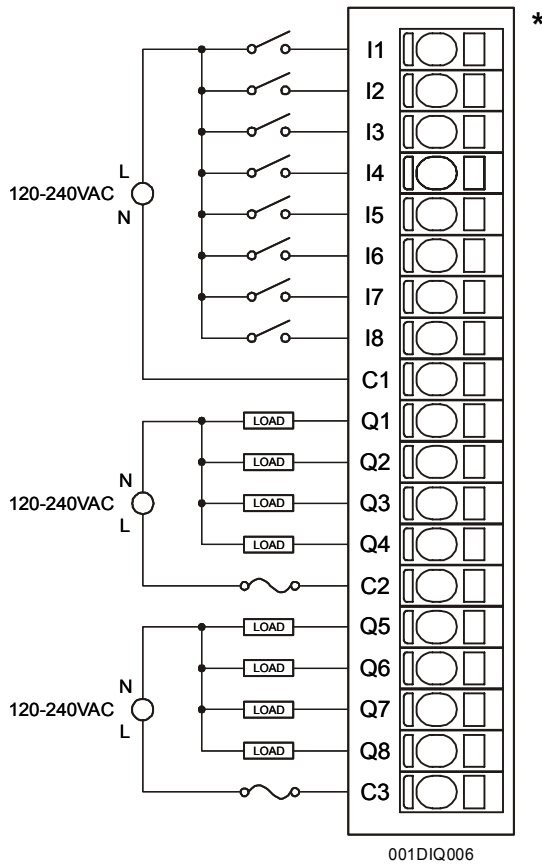 *
I1
I2
I3
L
I4
120-240VAC
N
I5
I6
I7
I8
C1
LOAD Q1
LOAD Q2
N
120-240VAC LOAD Q3
L
LOAD Q4
C2
LOAD Q5
LOAD Q6
N
120-240VAC LOAD Q7
L
LOAD Q8
C3
001DIQ006